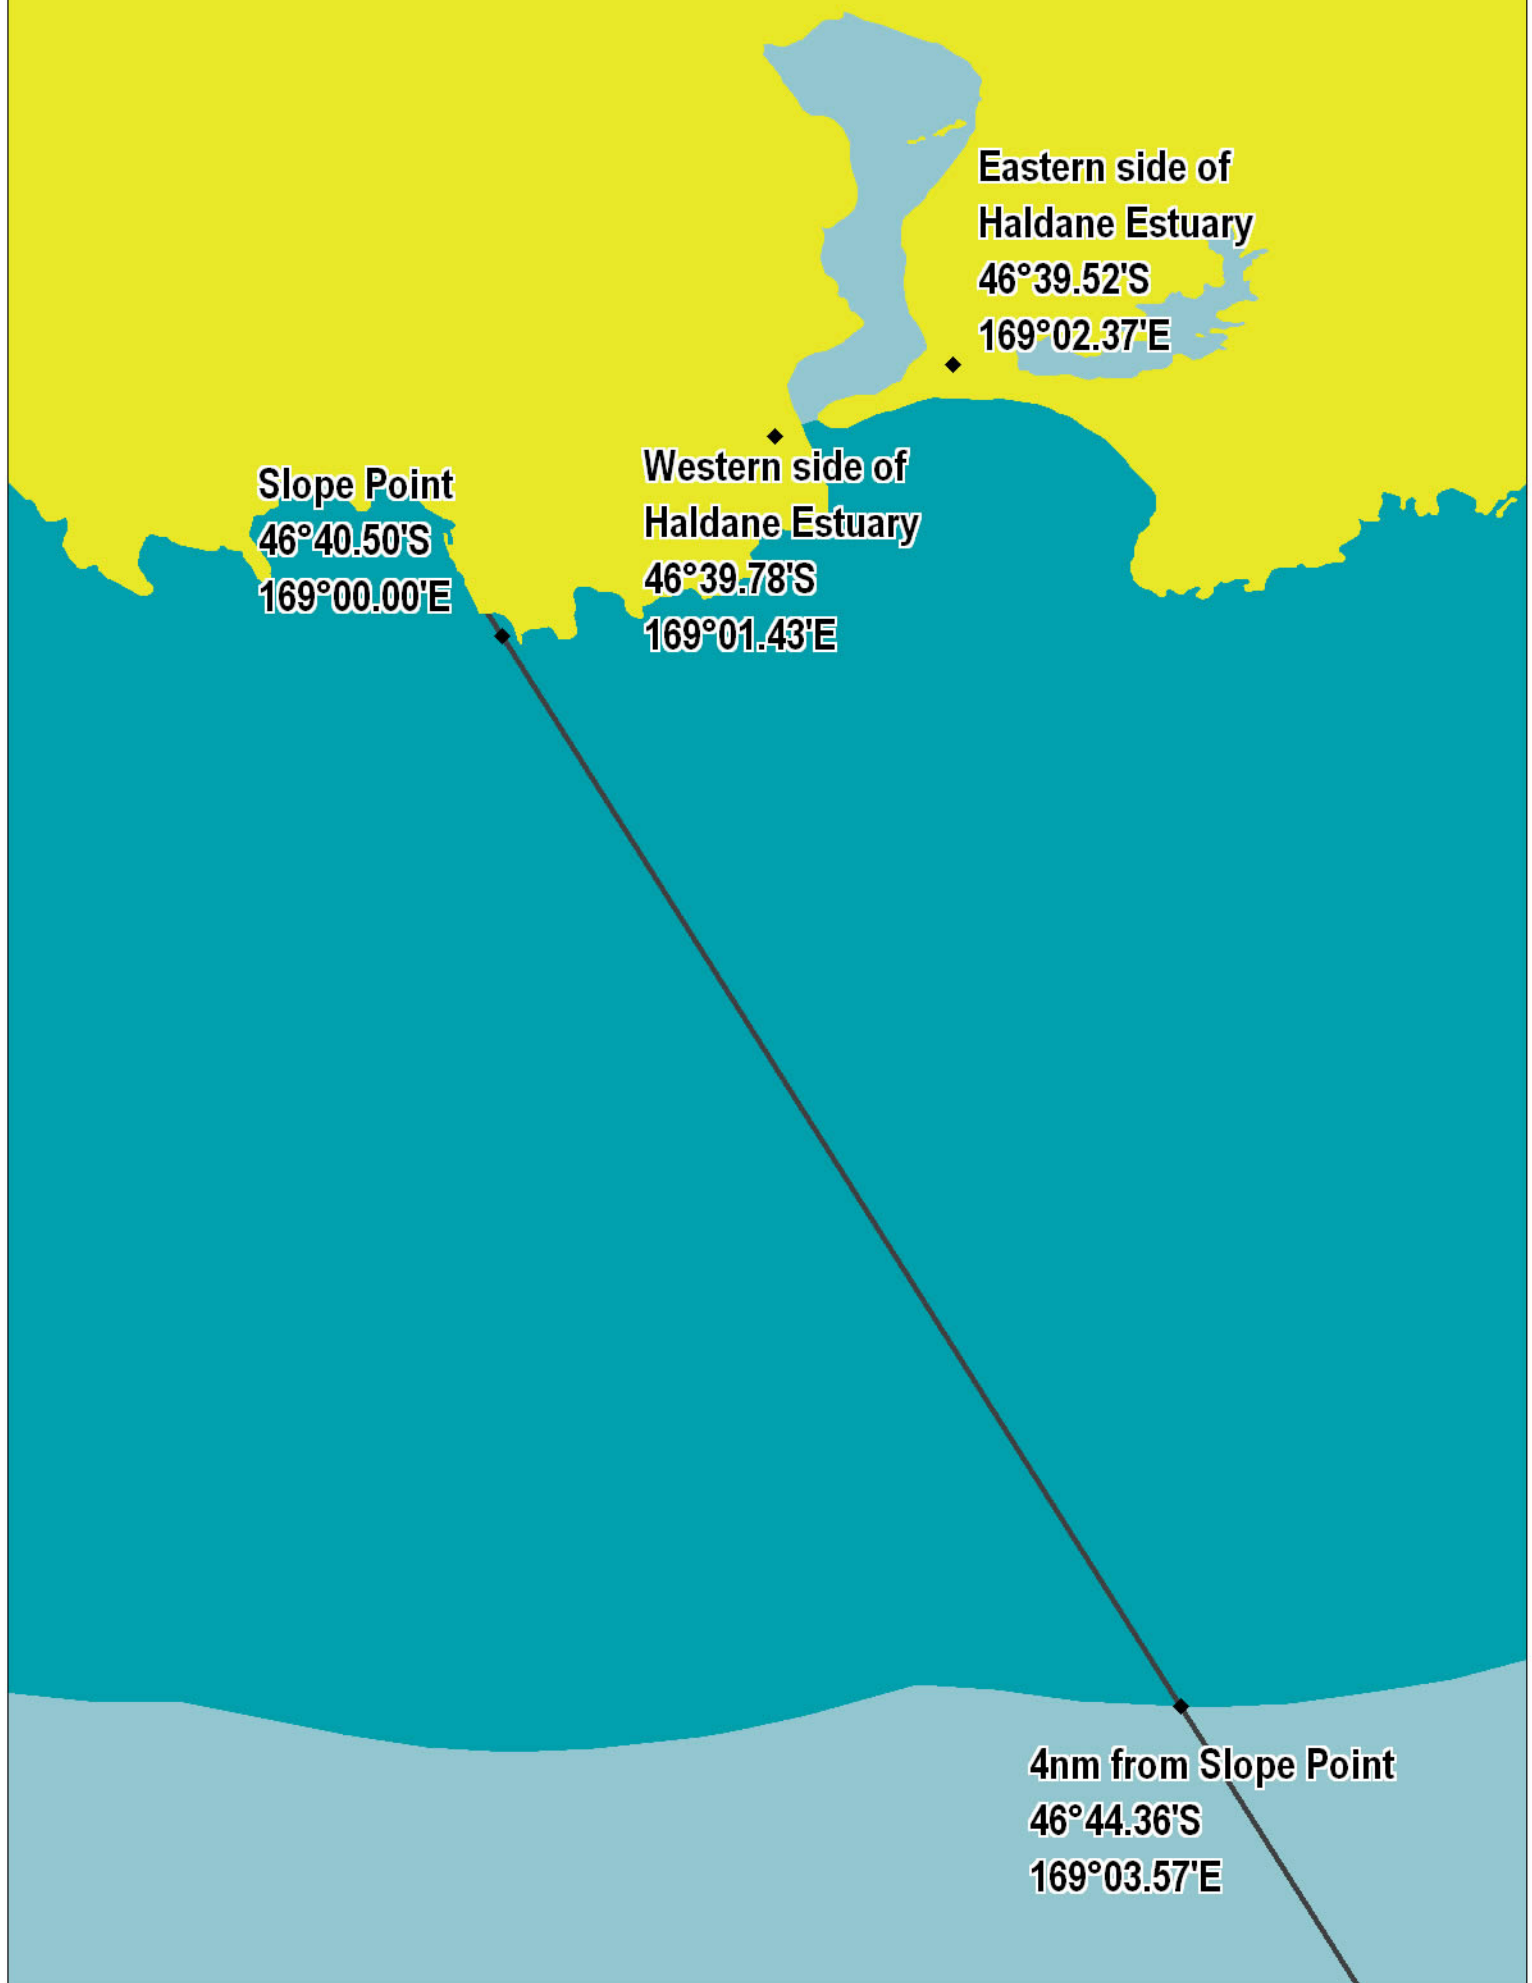 Eastern side of
Haldane Estuary
46°39.52'S
169°02.37'E
Western side of
Haldane Estuary
46°39.78'S
169°01.43'E
Slope Point
46°40.50'S
169°00.00'E
4nm from Slope Point
46°44.36'S
169°03.57'E